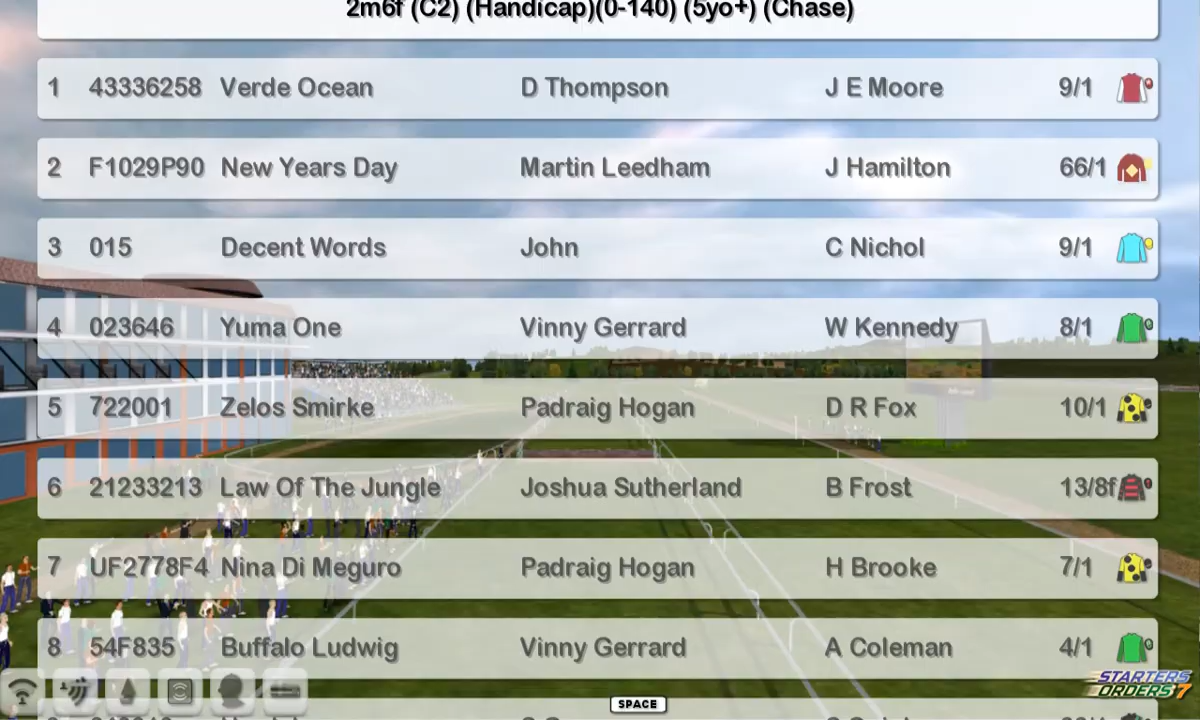 2m6f (C2) (Handicap)(0-140) (5yo+) (Chase)
1 43336258 Verde Ocean D Thompson J E Moore 9/1
2 F1029P90 New Years Day Martin Leedham J Hamilton 66/1
3 015 Decent Words John C Nichol 9/1
4 023646 Yuma One Vinny Gerrard W Kennedy 8/1
5 722001 Zelos Smirke Padraig Hogan D R Fox 10/1
6 21233213 Law Of The Jungle Joshua Sutherland B Frost 13/8f
7 UF2778F4 Nina Di Meguro Padraig Hogan H Brooke 7/1
8 54F835 Buffalo Ludwig Vinny Gerrard A Coleman 4/1
STARTERS
ORDERS 7
SPACE